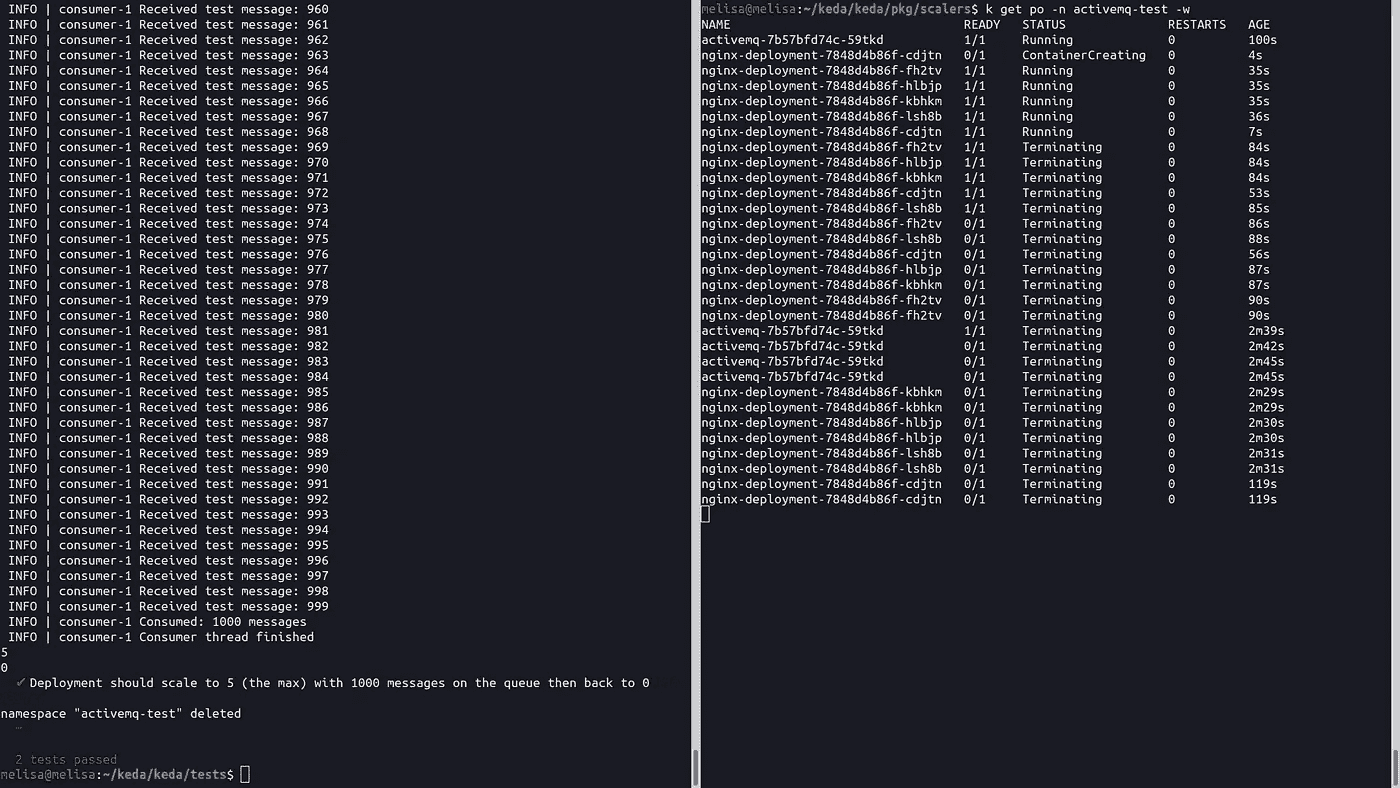 INFO | consumer-1 Received test message: 960
INFO | consumer-1 Received test message: 961
INFO | consumer-1 Received test message: 962
INFO | consumer-1 Received test message: 963
INFO | consumer-1 Received test message: 964
INFO | consumer-1 Received test message: 965
INFO | consumer-1 Received test message: 966
INFO | consumer-1 Received test message: 967
INFO | consumer-1 Received test message: 968
INFO | consumer-1 Received test message: 969
INFO | consumer-1 Received test message: 970
INFO | consumer-1 Received test message: 971
INFO | consumer-1 Received test message: 972
INFO | consumer-1 Received test message: 973
INFO | consumer-1 Received test message: 974
INFO | consumer-1 Received test message: 975
INFO | consumer-1 Received test message: 976
INFO | consumer-1 Received test message: 977
INFO | consumer-1 Received test message: 978
INFO | consumer-1 Received test message: 979
INFO | consumer-1 Received test message: 980
INFO | consumer-1 Received test message: 981
INFO | consumer-1 Received test message: 982
INFO | consumer-1 Received test message: 983
INFO | consumer-1 Received test message: 984
INFO | consumer-1 Received test message: 985
INFO | consumer-1 Received test message: 986
INFO | consumer-1 Received test message: 987
INFO | consumer-1 Received test message: 988
INFO | consumer-1 Received test message: 989
INFO | consumer-1 Received test message: 990
INFO | consumer-1 Received test message: 991
INFO | consumer-1 Received test message: 992
INFO | consumer-1 Received test message: 993
INFO | consumer-1 Received test message: 994
INFO | consumer-1 Received test message: 995
INFO | consumer-1 Received test message: 996
INFO | consumer-1 Received test message: 997
INFO | consumer-1 Received test message: 998
INFO | consumer-1 Received test message: 999
INFO | consumer-1 Consumed: 1000 messages
INFO | consumer-1 Consumer thread finished
5
0
✔ Deployment should scale to 5 (the max) with 1000 messages on the queue then back to 0
namespace "activemq-test" deleted
2 tests passed
melisa@melisa:~/keda/keda/tests$
melisa@melisa:~/keda/keda/pkg/scalers$ k get po -n activemq-test -w
NAME READY STATUS RESTARTS AGE
activemq-7b57bfd74c-59tkd 1/1 Running 0 100s
nginx-deployment-7848d4b86f-cdjtn 0/1 ContainerCreating 0 4s
nginx-deployment-7848d4b86f-fh2tv 1/1 Running 0 35s
nginx-deployment-7848d4b86f-hlbjp 1/1 Running 0 35s
nginx-deployment-7848d4b86f-kbhkm 1/1 Running 0 35s
nginx-deployment-7848d4b86f-lsh8b 1/1 Running 0 36s
nginx-deployment-7848d4b86f-cdjtn 1/1 Running 0 7s
nginx-deployment-7848d4b86f-fh2tv 1/1 Terminating 0 84s
nginx-deployment-7848d4b86f-hlbjp 1/1 Terminating 0 84s
nginx-deployment-7848d4b86f-kbhkm 1/1 Terminating 0 84s
nginx-deployment-7848d4b86f-cdjtn 1/1 Terminating 0 53s
nginx-deployment-7848d4b86f-lsh8b 1/1 Terminating 0 85s
nginx-deployment-7848d4b86f-fh2tv 0/1 Terminating 0 86s
nginx-deployment-7848d4b86f-lsh8b 0/1 Terminating 0 88s
nginx-deployment-7848d4b86f-cdjtn 0/1 Terminating 0 56s
nginx-deployment-7848d4b86f-hlbjp 0/1 Terminating 0 87s
nginx-deployment-7848d4b86f-kbhkm 0/1 Terminating 0 87s
nginx-deployment-7848d4b86f-fh2tv 0/1 Terminating 0 90s
nginx-deployment-7848d4b86f-fh2tv 0/1 Terminating 0 90s
activemq-7b57bfd74c-59tkd 1/1 Terminating 0 2m39s
activemq-7b57bfd74c-59tkd 0/1 Terminating 0 2m42s
activemq-7b57bfd74c-59tkd 0/1 Terminating 0 2m45s
activemq-7b57bfd74c-59tkd 0/1 Terminating 0 2m45s
nginx-deployment-7848d4b86f-kbhkm 0/1 Terminating 0 2m29s
nginx-deployment-7848d4b86f-kbhkm 0/1 Terminating 0 2m29s
nginx-deployment-7848d4b86f-hlbjp 0/1 Terminating 0 2m30s
nginx-deployment-7848d4b86f-hlbjp 0/1 Terminating 0 2m30s
nginx-deployment-7848d4b86f-lsh8b 0/1 Terminating 0 2m31s
nginx-deployment-7848d4b86f-lsh8b 0/1 Terminating 0 2m31s
nginx-deployment-7848d4b86f-cdjtn 0/1 Terminating 0 119s
nginx-deployment-7848d4b86f-cdjtn 0/1 Terminating 0 119s